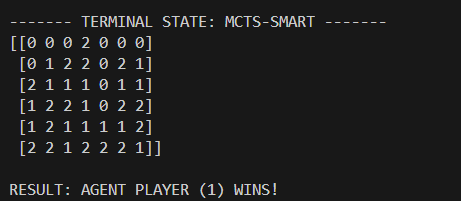 ------- TERMINAL STATE: MCTS-SMART -------
[[0 0 0 2 0 0 0]
 [0 1 2 2 0 2 1]
 [2 1 1 1 0 1 1]
 [1 2 2 1 0 2 2]
 [1 2 1 1 1 1 2]
 [2 2 1 2 2 2 1]]
RESULT: AGENT PLAYER (1) WINS!